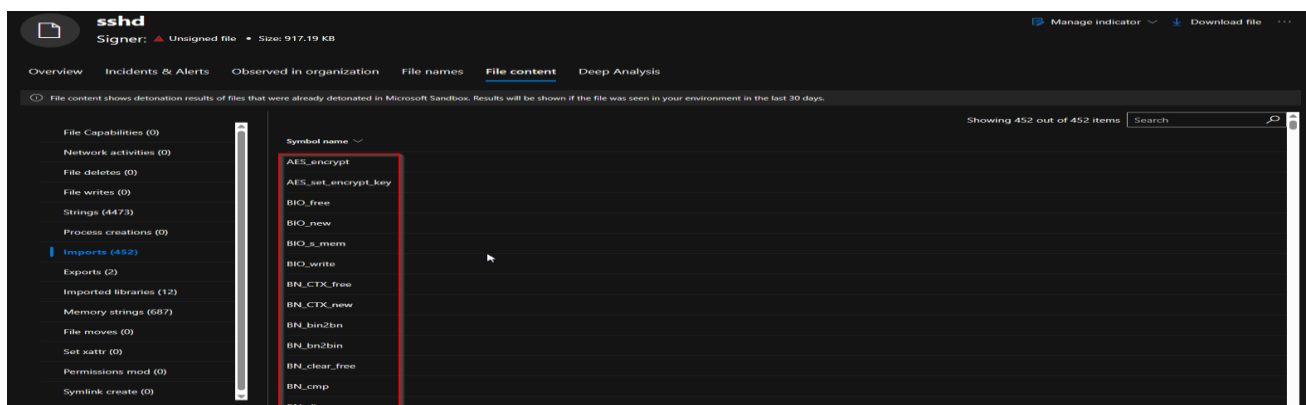 sshd
Signer: Unsigned file • Size: 917.19 KB
Manage indicator
Download file
Overview Incidents & Alerts Observed in organization File names File content Deep Analysis
File content shows detonation results of files that were already detonated in Microsoft Sandbox. Results will be shown if the file was seen in your environment in the last 30 days.
Showing 452 out of 452 items Search
File Capabilities (0)
Network activities (0)
File deletes (0)
File writes (0)
Strings (4473)
Process creations (0)
Imports (452)
Exports (2)
Imported libraries (12)
Memory strings (687)
File moves (0)
Set xattr (0)
Permissions mod (0)
Symlink create (0)
Symbol name
AES_encrypt
AES_set_encrypt_key
BIO_free
BIO_new
BIO_s_mem
BIO_write
BN_CTX_free
BN_CTX_new
BN_bin2bn
BN_bn2bin
BN_clear_free
BN_cmp